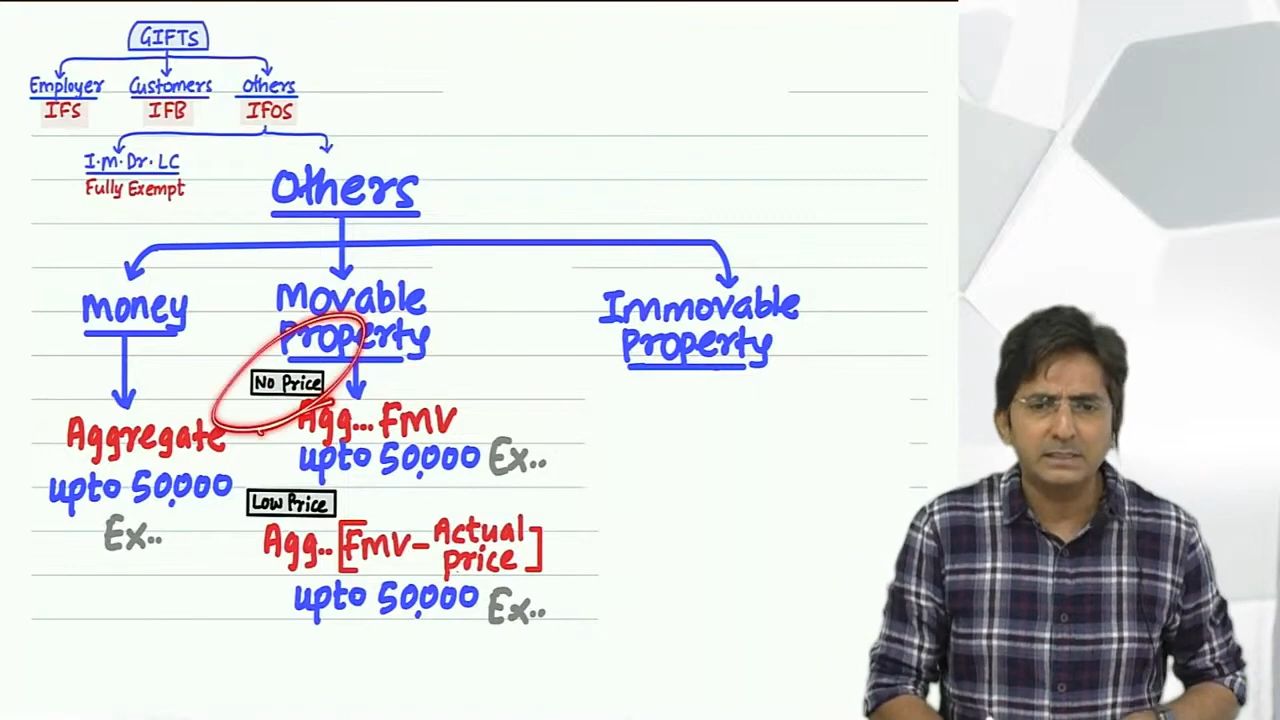 GIFTS
Employer Customers Others
IFS IFB IFOS
I.m.Dr.LC
Fully Exempt
Others
Money Movable Property Immovable Property
No Price
Aggregate Agg... FMV
upto 50,000 upto 50,000 Ex..
Ex..
Low Price
Agg.. [FMV - Actual price]
upto 50,000 Ex..